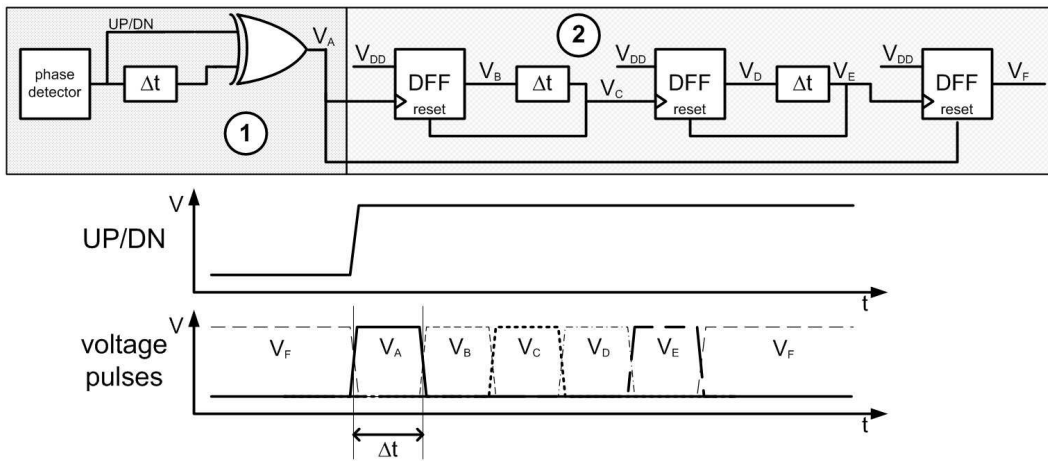 UP/DN
phase
detector
Δt
V_A
1
2
V_DD
DFF
reset
V_B
Δt
V_C
V_DD
DFF
reset
V_D
Δt
V_E
V_DD
DFF
reset
V_F
V
UP/DN
t
V
voltage
pulses
V_F
V_A
V_B
V_C
V_D
V_E
V_F
t
Δt